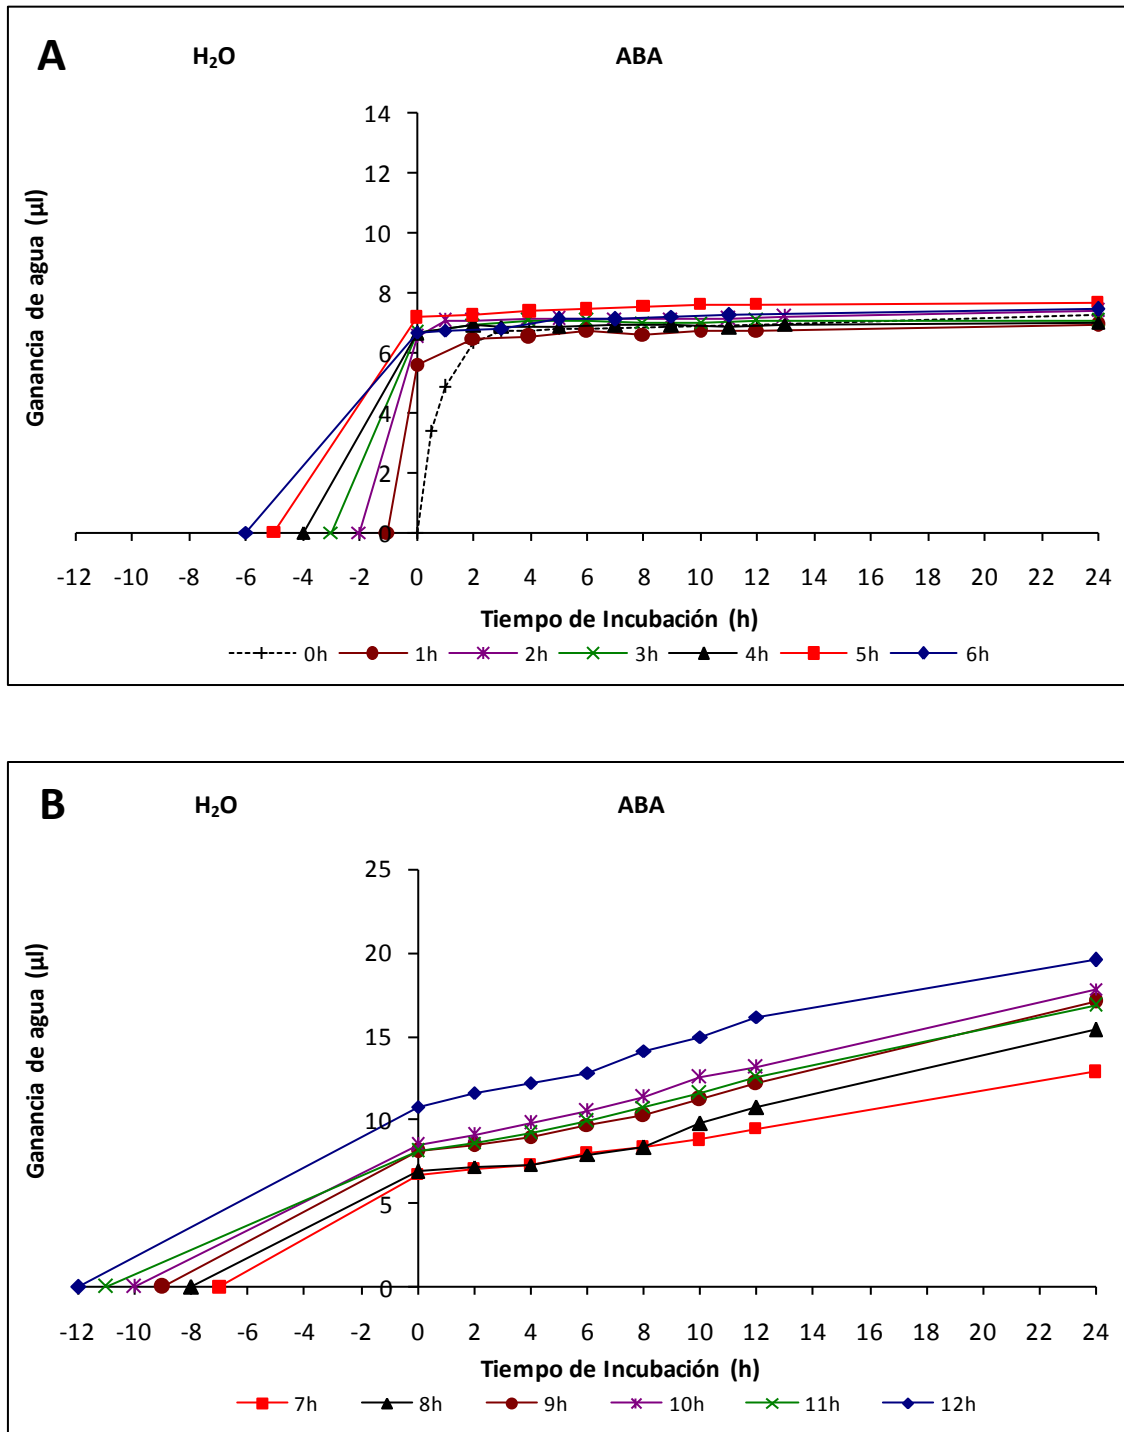 A
H₂O
ABA
Ganancia de agua (µl)
14
12
10
8
6
4
2
0
-12 -10 -8 -6 -4 -2 0 2 4 6 8 10 12 14 16 18 20 22 24
Tiempo de Incubación (h)
0h 1h 2h 3h 4h 5h 6h
B
H₂O
ABA
Ganancia de agua (µl)
25
20
15
10
5
0
-12 -10 -8 -6 -4 -2 0 2 4 6 8 10 12 14 16 18 20 22 24
Tiempo de Incubación (h)
7h 8h 9h 10h 11h 12h